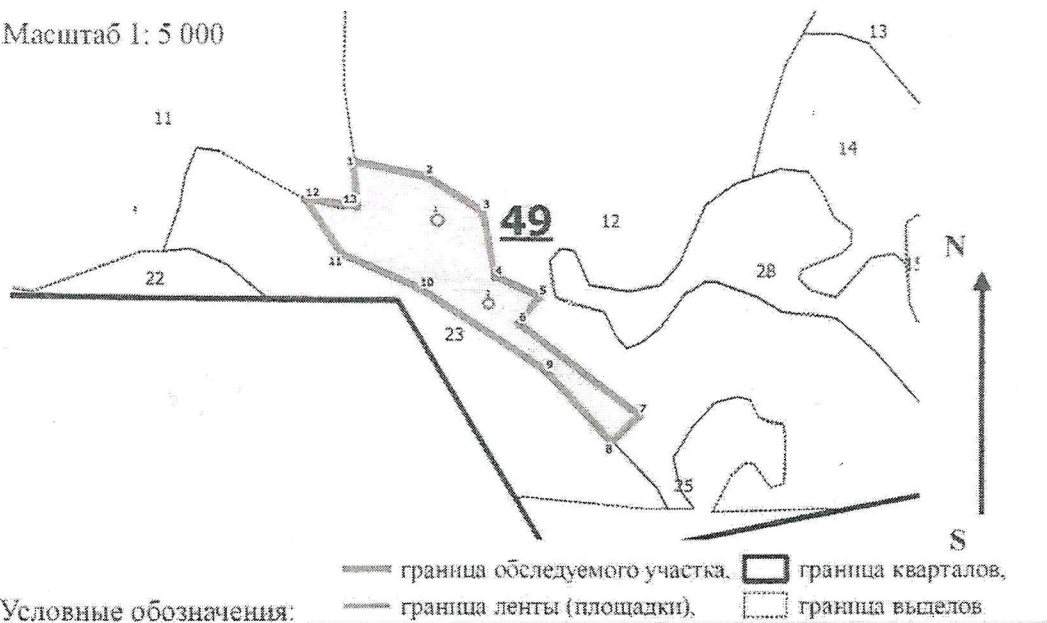 Масштаб 1: 5 000
13
11
14
1
2
12
13
3
49
12
N
11
4
22
10
5
28
2
6
23
9
7
8
25
S
граница обследуемого участка,
граница кварталов,
Условные обозначения:
граница ленты (площадки),
граница выделов